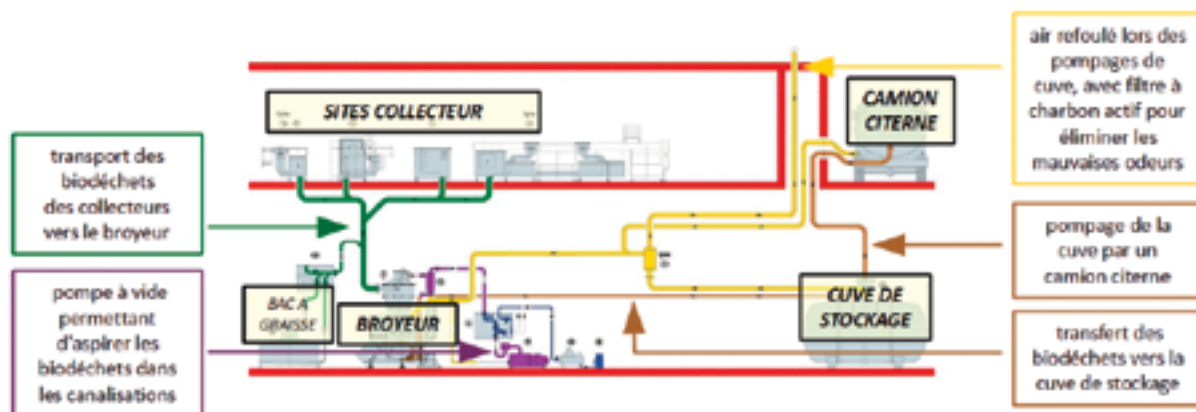 transport des
biodéchets
des collecteurs
vers le broyeur
pompe à vide
permettant
d'aspirer les
biodéchets dans
les canalisations
SITES COLLECTEUR
BAC A
GRAISSE
BROYEUR
CAMION
CITERNE
CUVE DE
STOCKAGE
air refoulé lors des
pompages de
cuve, avec filtre à
charbon actif pour
éliminer les
mauvaises odeurs
pompage de la
cuve par un
camion citerne
transfert des
biodéchets vers la
cuve de stockage